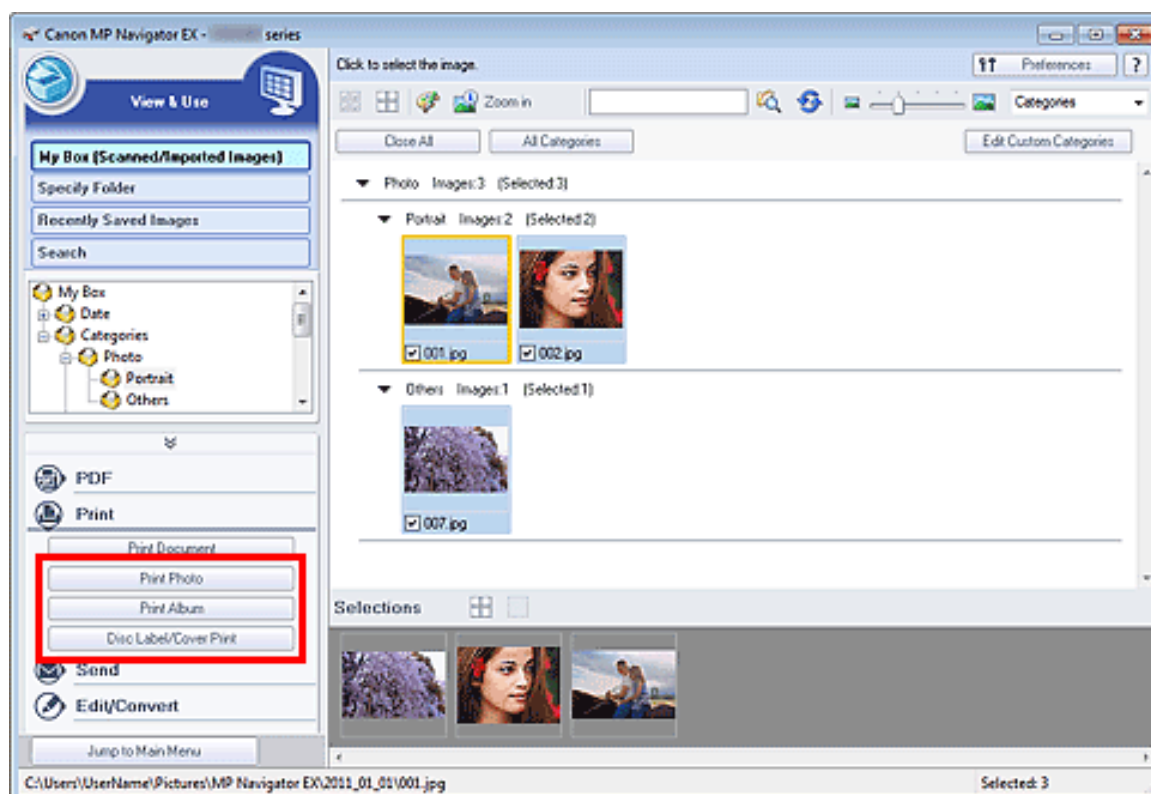 Canon MP Navigator EX - series
View & Use
My Box (Scanned/Imported Images)
Specify Folder
Recently Saved Images
Search
My Box
Date
Categories
Photo
Portrait
Others
PDF
Print
Print Document
Print Photo
Print Album
Disc Label/Cover Print
Send
Edit/Convert
Jump to Main Menu
Click to select the image.
Preferences
?
Zoom in
Categories
Close All
All Categories
Edit Custom Categories
Photo Images:3 (Selected:3)
Portrait Images:2 (Selected:2)
001.jpg
002.jpg
Others Images:1 (Selected:1)
007.jpg
Selections
C:\Users\UserName\Pictures\MP Navigator EX\2011_01_01\001.jpg
Selected: 3